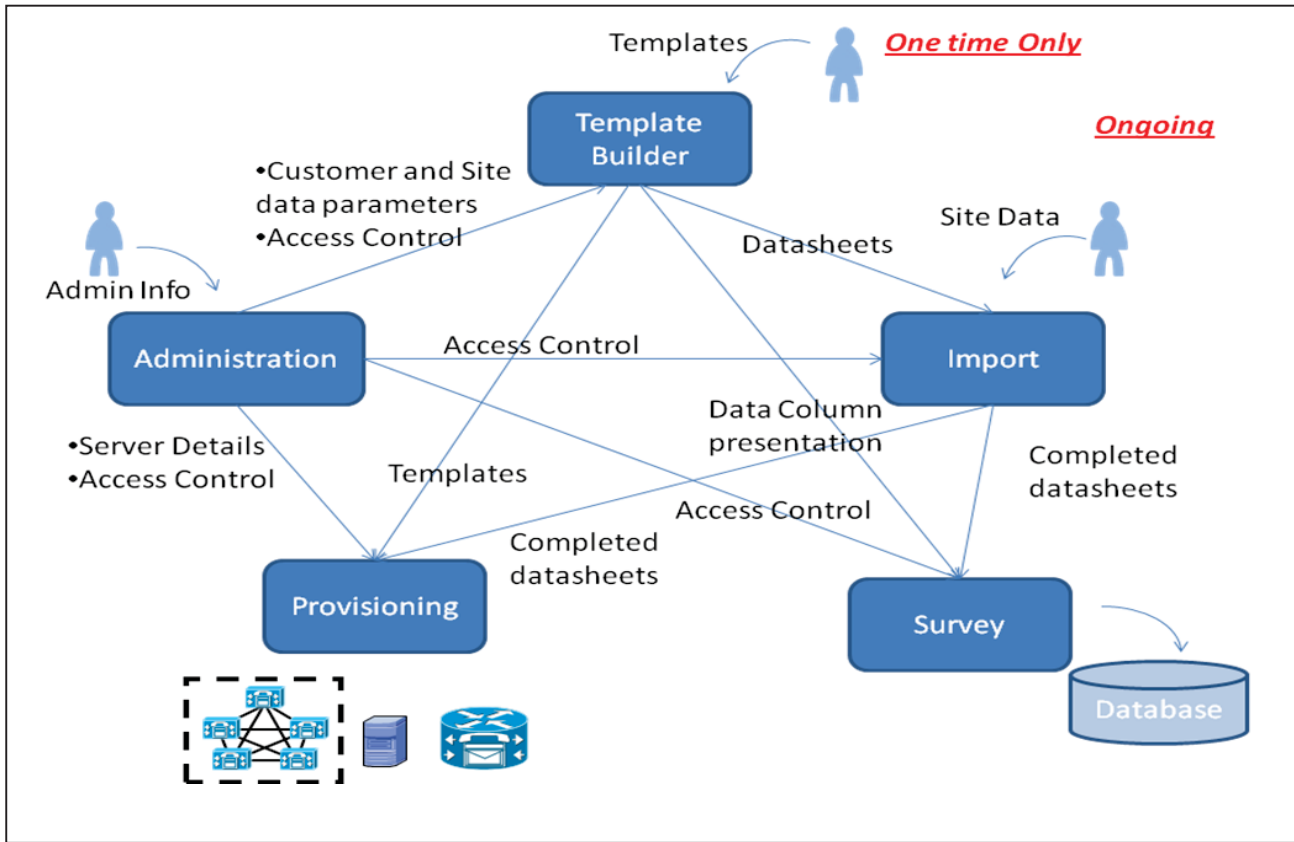 Templates
One time Only
Template
Builder
Ongoing
•Customer and Site
data parameters
•Access Control
Site Data
Datasheets
Admin Info
Administration
Access Control
Import
•Server Details
•Access Control
Data Column
presentation
Completed
datasheets
Templates
Access Control
Completed
datasheets
Provisioning
Survey
Database